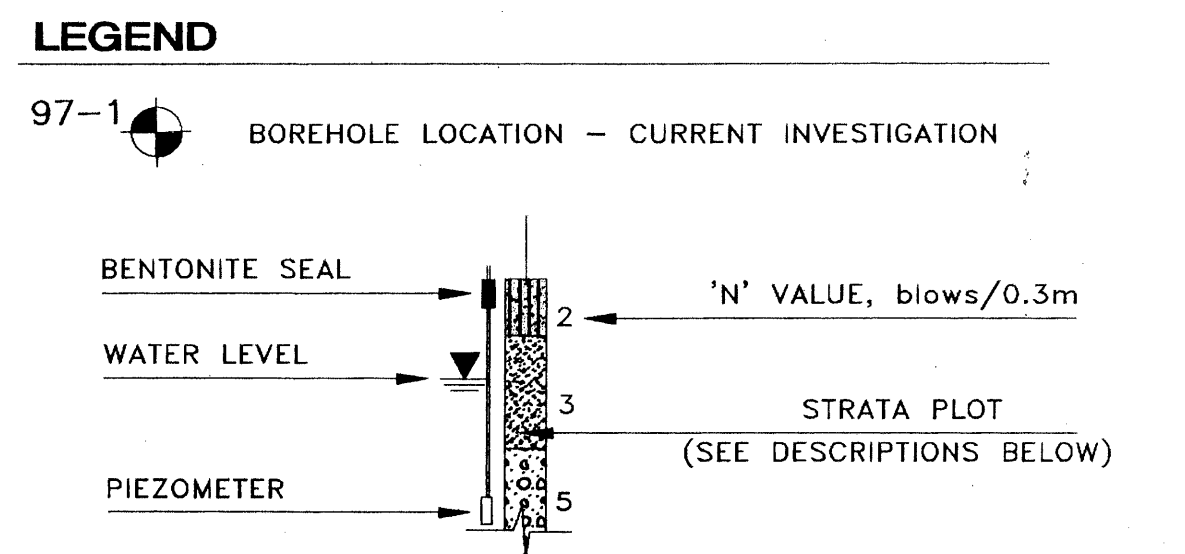 LEGEND
97-1
BOREHOLE LOCATION - CURRENT INVESTIGATION
BENTONITE SEAL
'N' VALUE, blows/0.3m
2
WATER LEVEL
3
STRATA PLOT
(SEE DESCRIPTIONS BELOW)
PIEZOMETER
5